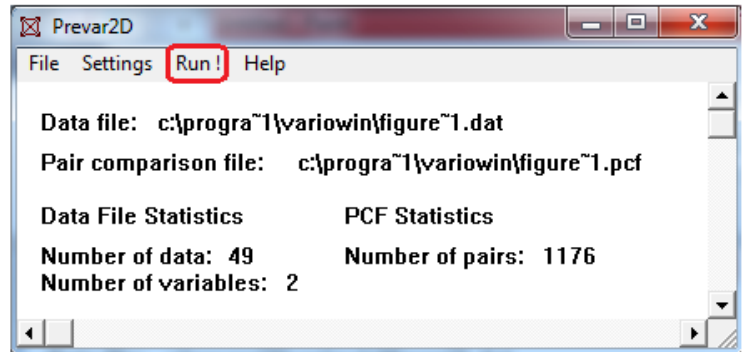 Prevar2D
File Settings Run ! Help
Data file: c:\progra~1\variowin\figure~1.dat
Pair comparison file: c:\progra~1\variowin\figure~1.pcf
Data File Statistics PCF Statistics
Number of data: 49 Number of pairs: 1176
Number of variables: 2